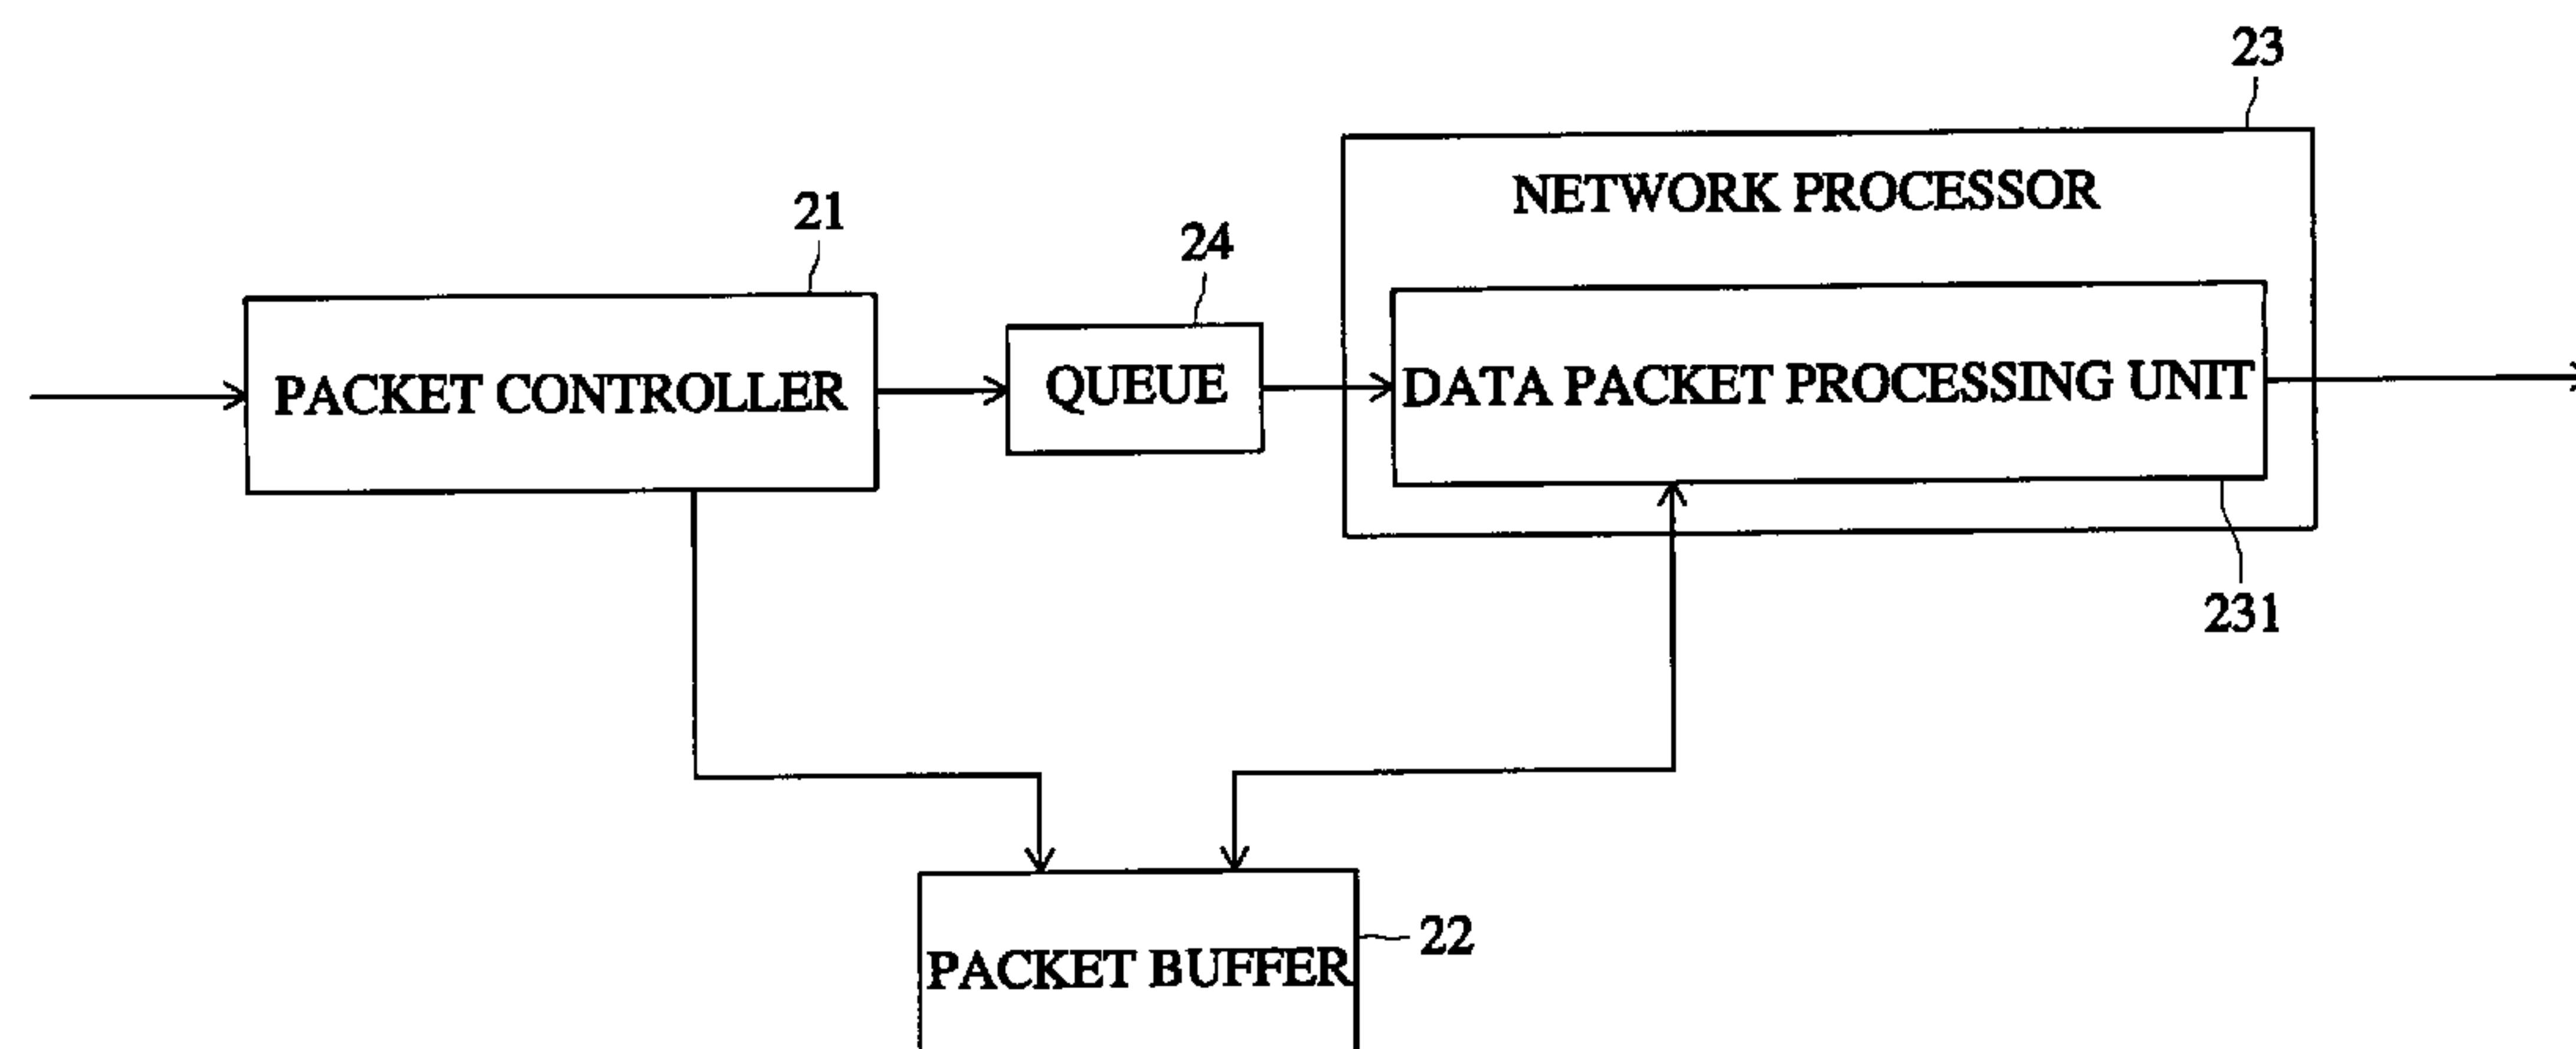 23
NETWORK PROCESSOR
21
24
PACKET CONTROLLER
QUEUE
DATA PACKET PROCESSING UNIT
231
22
PACKET BUFFER